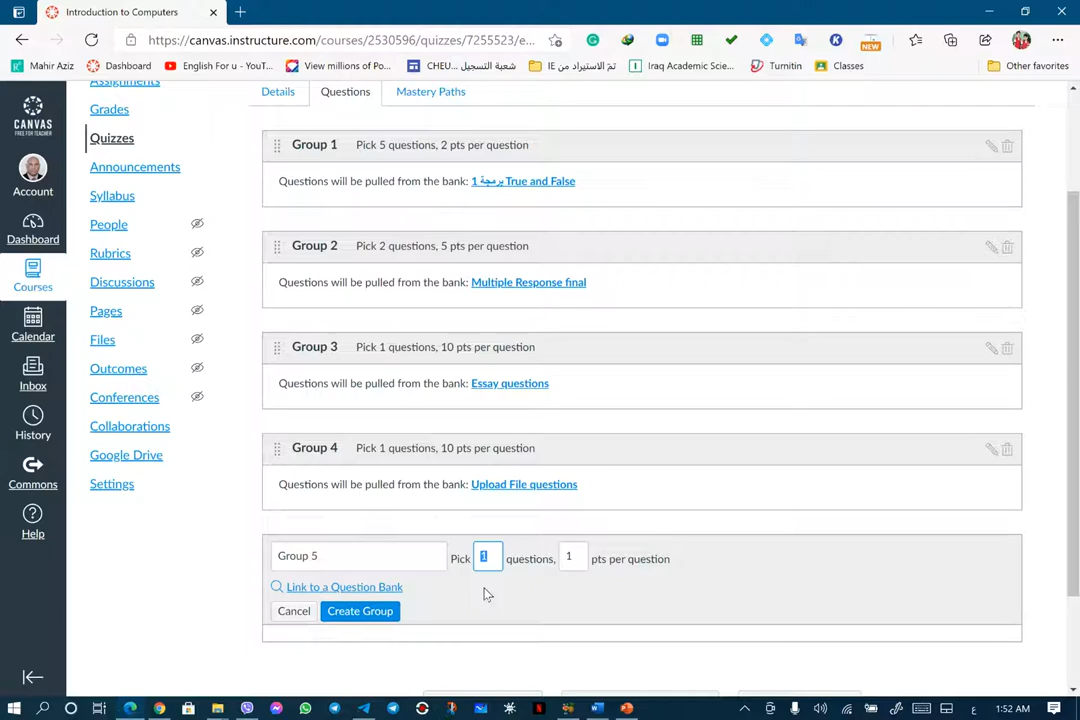 Introduction to Computers
https://canvas.instructure.com/courses/2530596/quizzes/7255523/e...
NEW
Mahir Aziz
Dashboard
English For u - YouT...
View millions of Po...
CHEU... شعبة التسجيل
تمّ الاستيراد من IE
Iraq Academic Scie...
Turnitin
Classes
Other favorites
CANVAS
FREE FOR TEACHER
Account
Dashboard
Courses
Calendar
Inbox
History
Commons
Help
Assignments
Grades
Quizzes
Announcements
Syllabus
People
Rubrics
Discussions
Pages
Files
Outcomes
Conferences
Collaborations
Google Drive
Settings
Details
Questions
Mastery Paths
Group 1 Pick 5 questions, 2 pts per question
Questions will be pulled from the bank: 1 برمجة True and False
Group 2 Pick 2 questions, 5 pts per question
Questions will be pulled from the bank: Multiple Response final
Group 3 Pick 1 questions, 10 pts per question
Questions will be pulled from the bank: Essay questions
Group 4 Pick 1 questions, 10 pts per question
Questions will be pulled from the bank: Upload File questions
Group 5 Pick 1 questions, 1 pts per question
Link to a Question Bank
Cancel Create Group
ع 1:52 AM